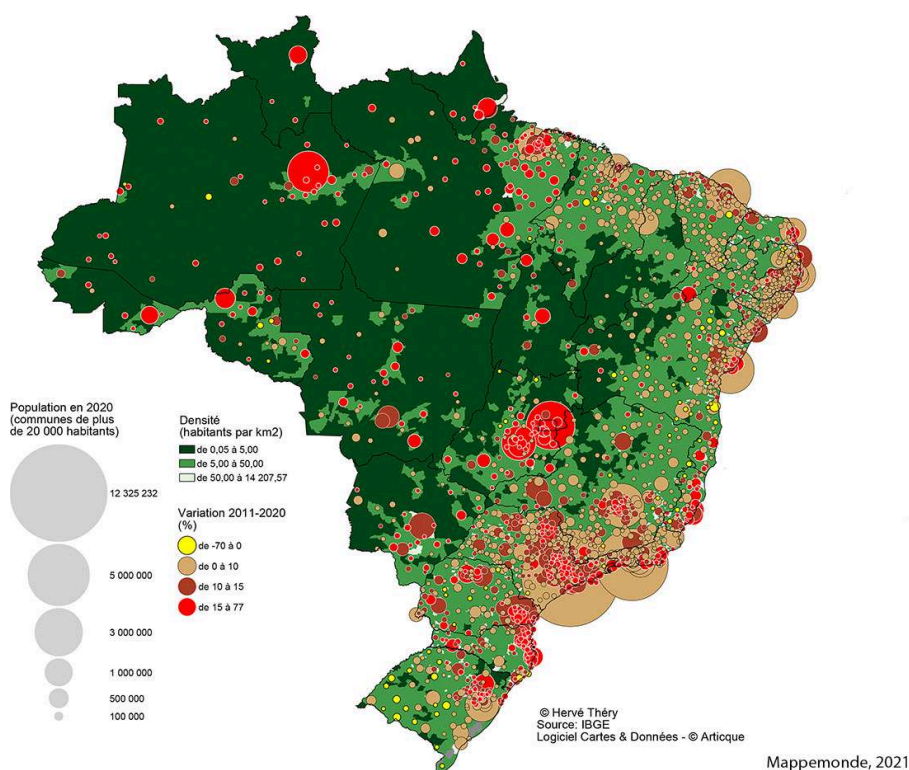 Population en 2020
(communes de plus
de 20 000 habitants)
12 325 232
5 000 000
3 000 000
1 000 000
500 000
100 000
Densité
(habitants par km2)
de 0,05 à 5,00
de 5,00 à 50,00
de 50,00 à 14 207,57
Variation 2011-2020
(%)
de -70 à 0
de 0 à 10
de 10 à 15
de 15 à 77
© Hervé Théry
Source: IBGE
Logiciel Cartes & Données - © Articque
Mappemonde, 2021